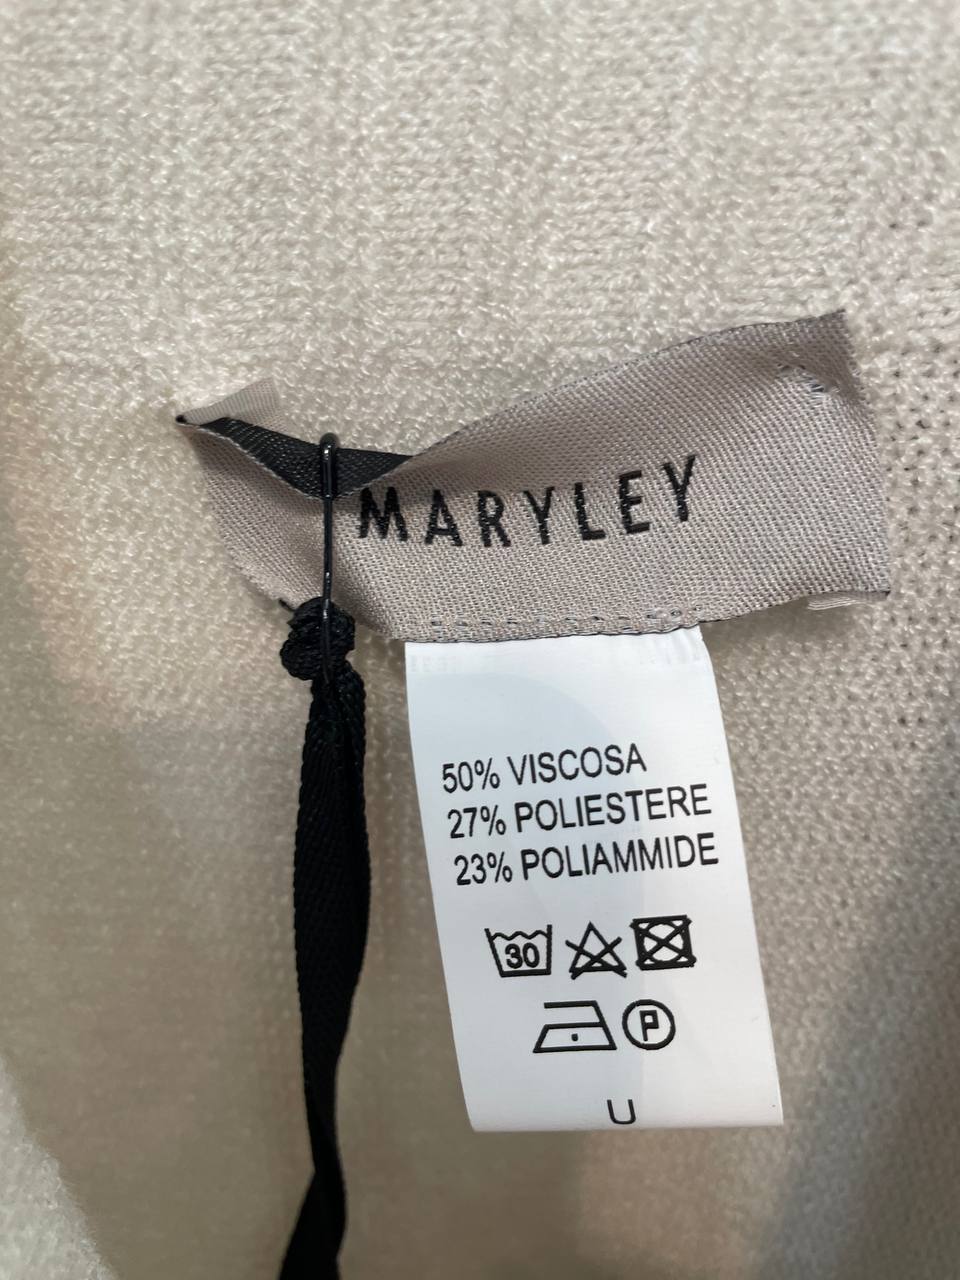 MARYLEY
50% VISCOSA
27% POLIESTERE
23% POLIAMMIDE
30
P
U